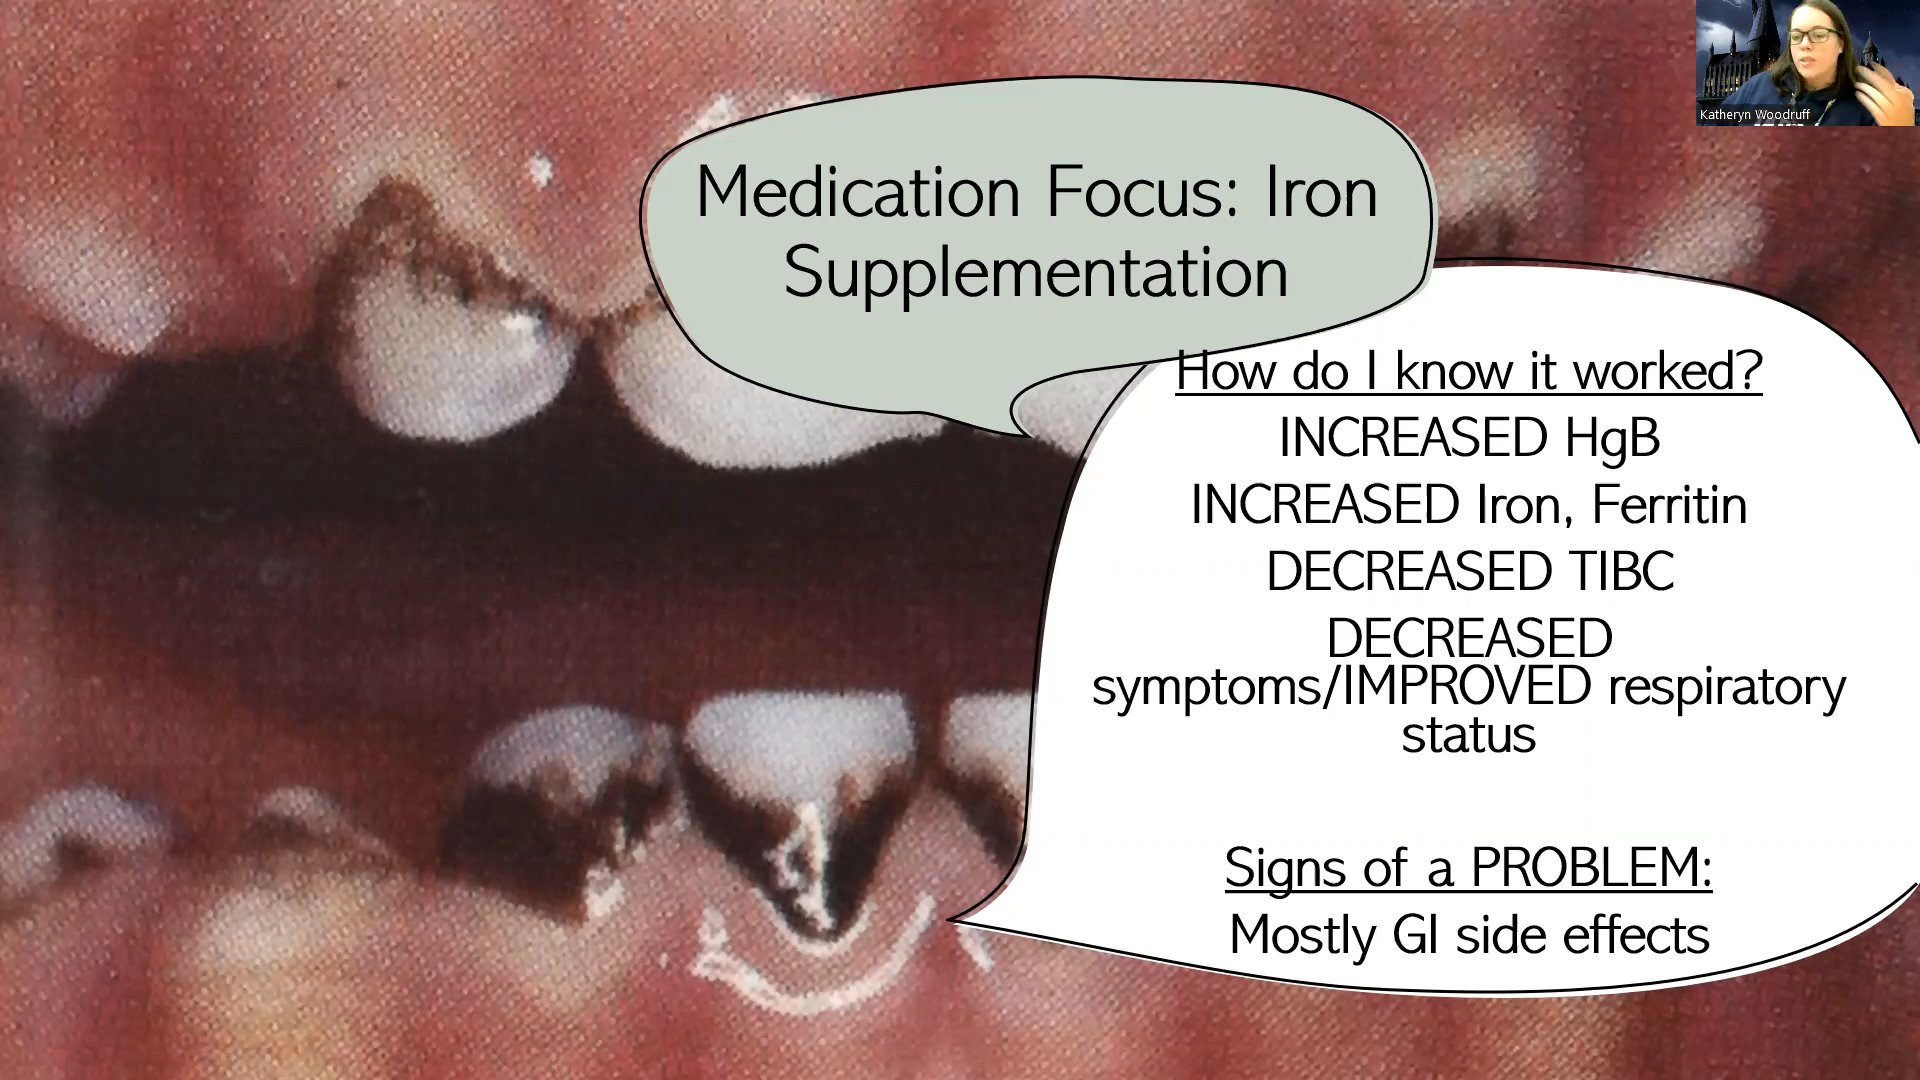 Katheryn Woodruff
Medication Focus: Iron
Supplementation
How do I know it worked?
INCREASED HgB
INCREASED Iron, Ferritin
DECREASED TIBC
DECREASED
symptoms/IMPROVED respiratory
status
Signs of a PROBLEM:
Mostly GI side effects